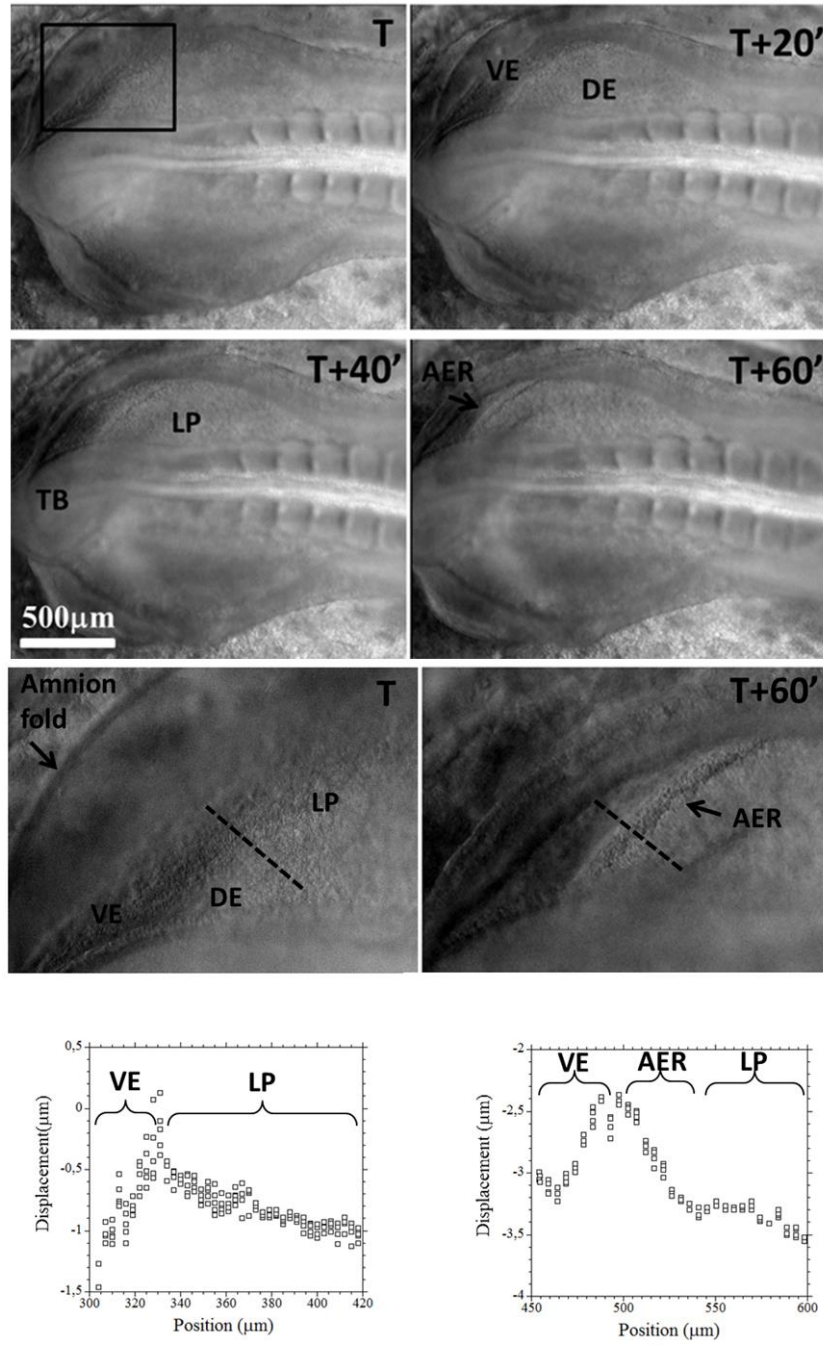 T
T+20'
VE
DE
T+40'
LP
TB
500μm
T+60'
AER
Amnion
fold
T
LP
DE
VE
T+60'
AER
0,5
0
-0,5
-1
-1,5
Displacement(μm)
VE
LP
300 320 340 360 380 400 420
Position (μm)
-2
-2,5
-3
-3,5
-4
Displacement (μm)
VE AER LP
450 500 550 600
Position (μm)